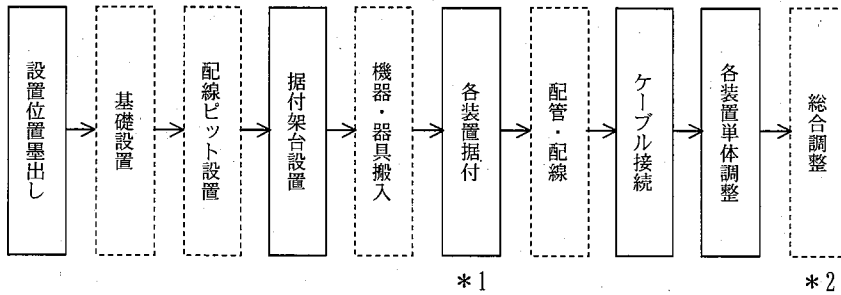 設置位置墨出し
基礎設置
配線ピット設置
据付架台設置
機器・器具搬入
各装置据付
配管・配線
ケーブル接続
各装置単体調整
総合調整
*1
*2